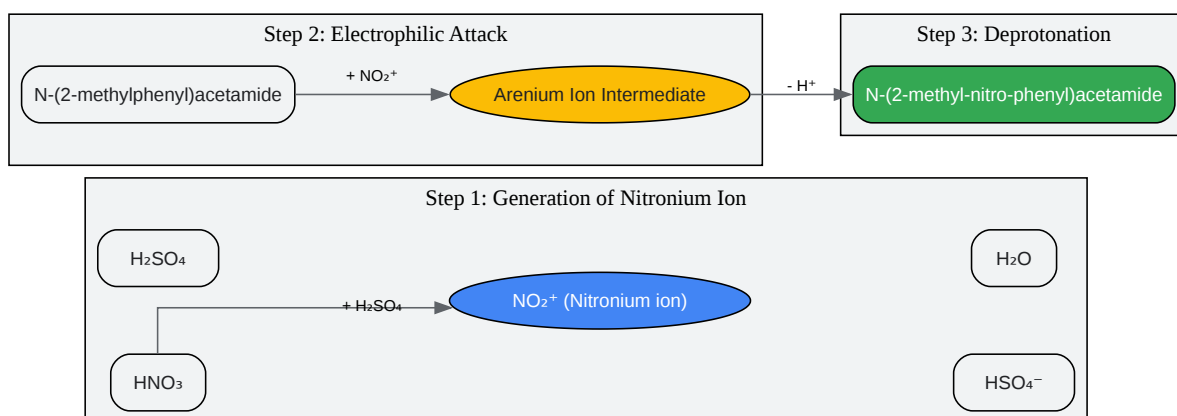 Step 2: Electrophilic Attack
N-(2-methylphenyl)acetamide
+ NO₂⁺
Arenium Ion Intermediate
- H⁺
Step 3: Deprotonation
N-(2-methyl-nitro-phenyl)acetamide
Step 1: Generation of Nitronium Ion
H₂SO₄
H₂O
+ H₂SO₄
NO₂⁺ (Nitronium ion)
HNO₃
HSO₄⁻